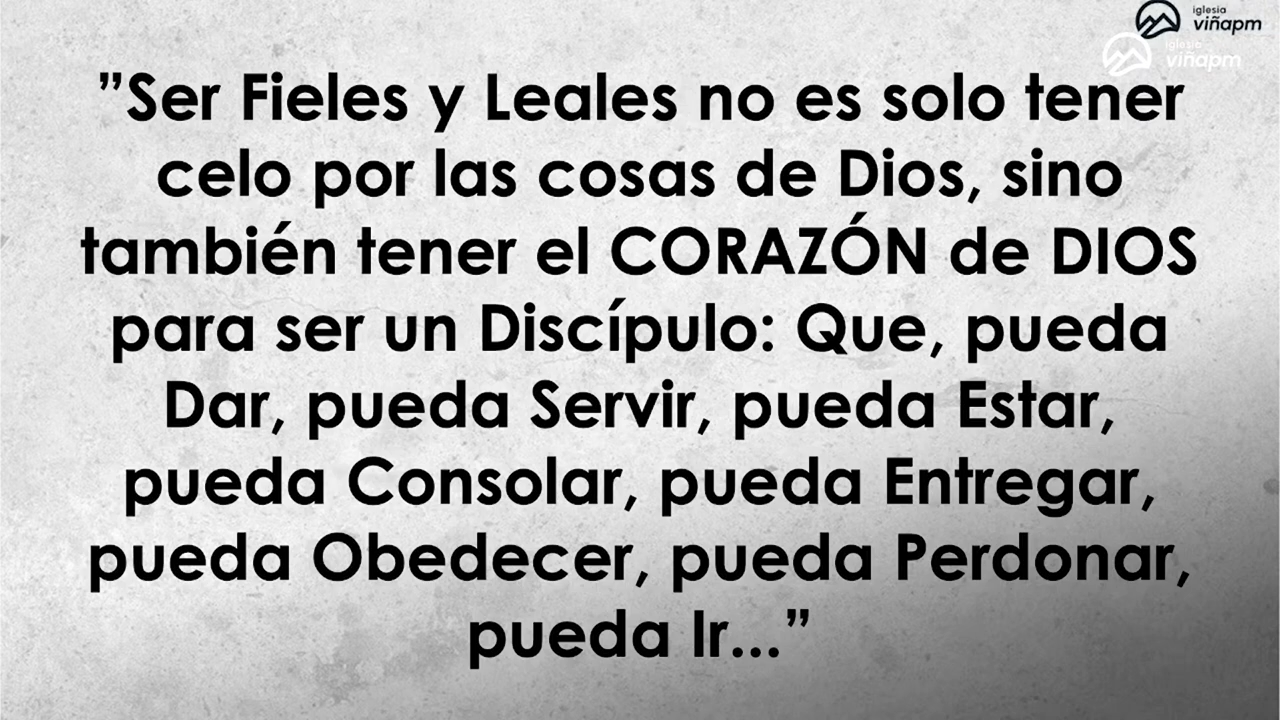 iglesia
viñapm
iglesia
viñapm
”Ser Fieles y Leales no es solo tener
celo por las cosas de Dios, sino
también tener el CORAZÓN de DIOS
para ser un Discípulo: Que, pueda
Dar, pueda Servir, pueda Estar,
pueda Consolar, pueda Entregar,
pueda Obedecer, pueda Perdonar,
pueda Ir...”